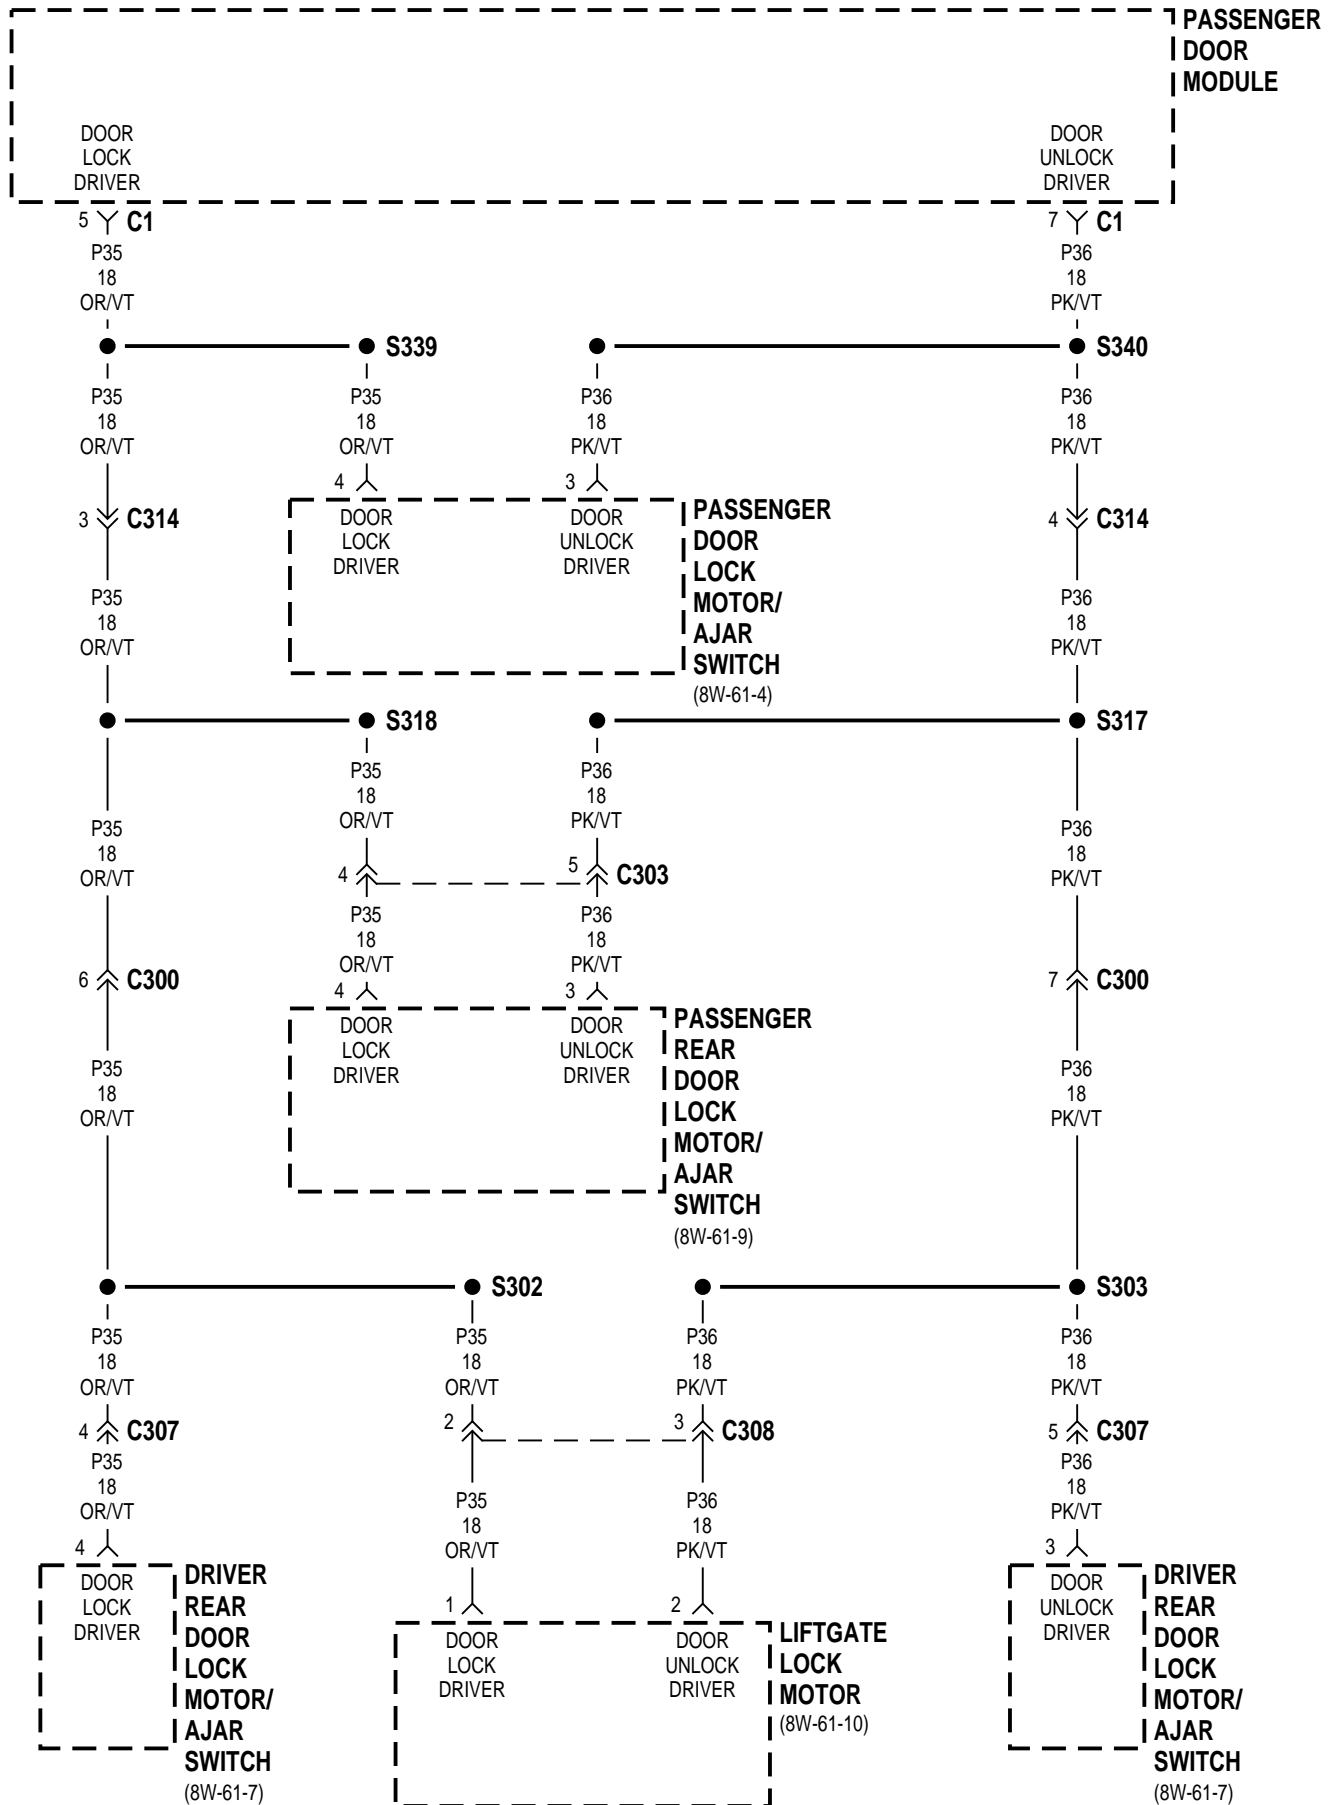 PASSENGER
DOOR
MODULE
DOOR
LOCK
DRIVER
DOOR
UNLOCK
DRIVER
5 C1
7 C1
P35
18
OR/VT
P36
18
PK/VT
S339
S340
P35
18
OR/VT
P35
18
OR/VT
P36
18
PK/VT
P36
18
PK/VT
4
3
3 C314
DOOR
LOCK
DRIVER
DOOR
UNLOCK
DRIVER
PASSENGER
DOOR
LOCK
MOTOR/
AJAR
SWITCH
(8W-61-4)
4 C314
P35
18
OR/VT
P36
18
PK/VT
S318
S317
P35
18
OR/VT
P36
18
PK/VT
P35
18
OR/VT
P36
18
PK/VT
4
5 C303
P35
18
OR/VT
P36
18
PK/VT
6 C300
7 C300
4
3
DOOR
LOCK
DRIVER
DOOR
UNLOCK
DRIVER
PASSENGER
REAR
DOOR
LOCK
MOTOR/
AJAR
SWITCH
(8W-61-9)
P35
18
OR/VT
P36
18
PK/VT
S302
S303
P35
18
OR/VT
P35
18
OR/VT
P36
18
PK/VT
P36
18
PK/VT
4 C307
2
3 C308
5 C307
P35
18
OR/VT
P35
18
OR/VT
P36
18
PK/VT
P36
18
PK/VT
4
DOOR
LOCK
DRIVER
DRIVER
REAR
DOOR
LOCK
MOTOR/
AJAR
SWITCH
(8W-61-7)
1
2
DOOR
LOCK
DRIVER
DOOR
UNLOCK
DRIVER
LIFTGATE
LOCK
MOTOR
(8W-61-10)
3
DOOR
UNLOCK
DRIVER
DRIVER
REAR
DOOR
LOCK
MOTOR/
AJAR
SWITCH
(8W-61-7)